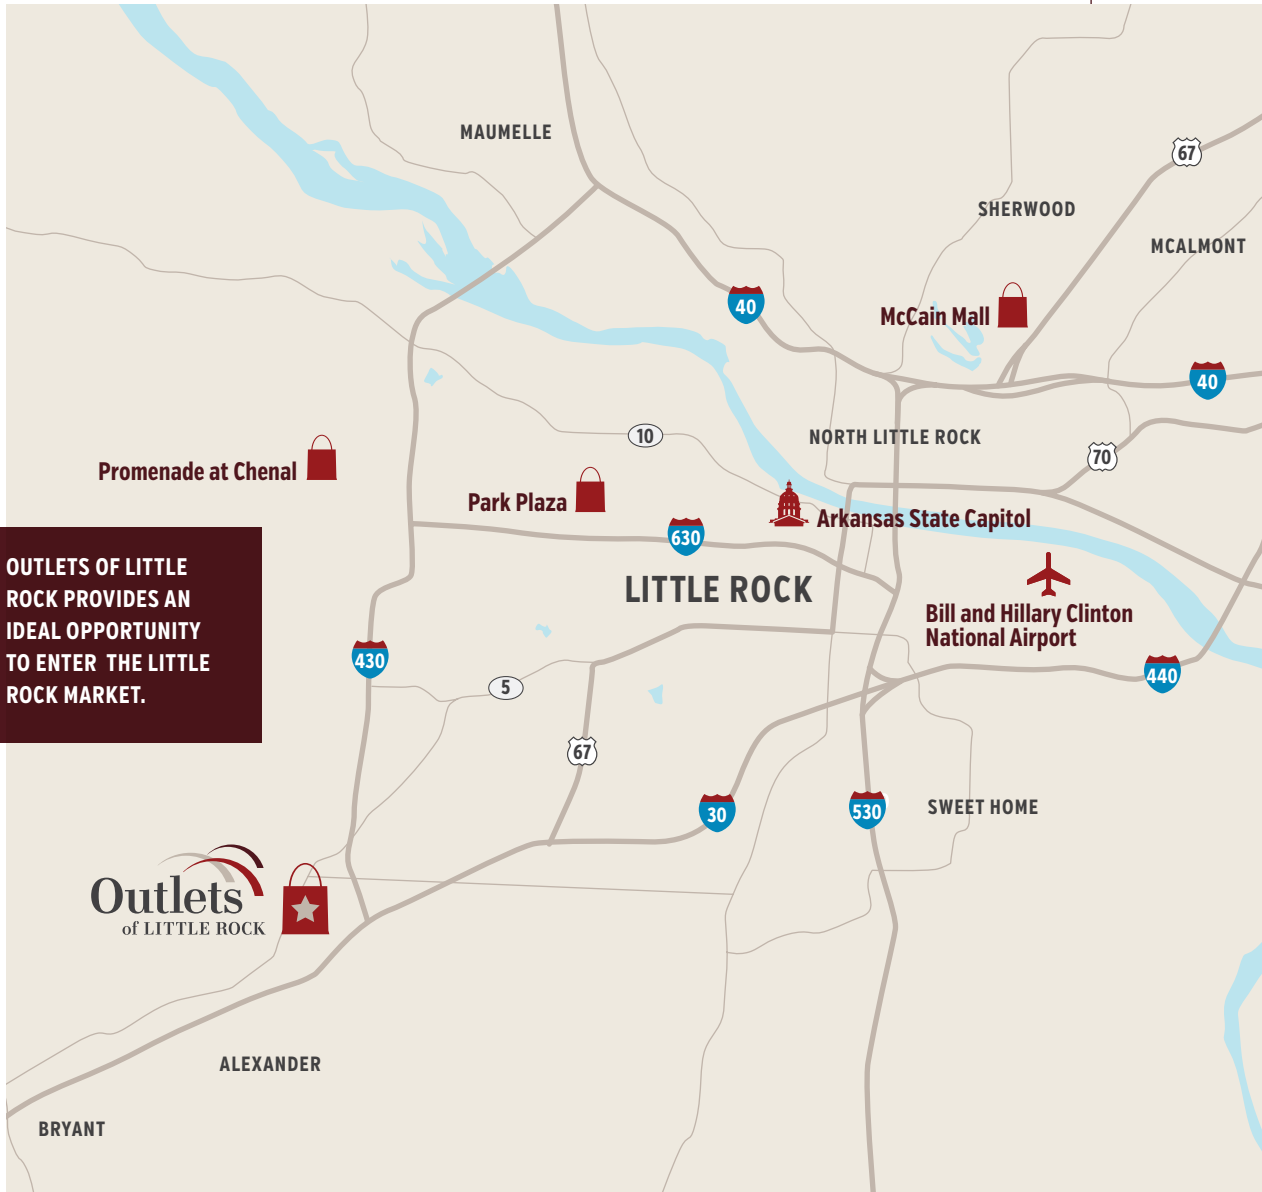 MAUMELLE
67
SHERWOOD
MCALMONT
40
McCain Mall
40
10
NORTH LITTLE ROCK
70
Promenade at Chenal
Park Plaza
Arkansas State Capitol
630
OUTLETS OF LITTLE
ROCK PROVIDES AN
IDEAL OPPORTUNITY
TO ENTER THE LITTLE
ROCK MARKET.
LITTLE ROCK
Bill and Hillary Clinton
National Airport
430
440
5
67
30
530
SWEET HOME
Outlets
of LITTLE ROCK
ALEXANDER
BRYANT